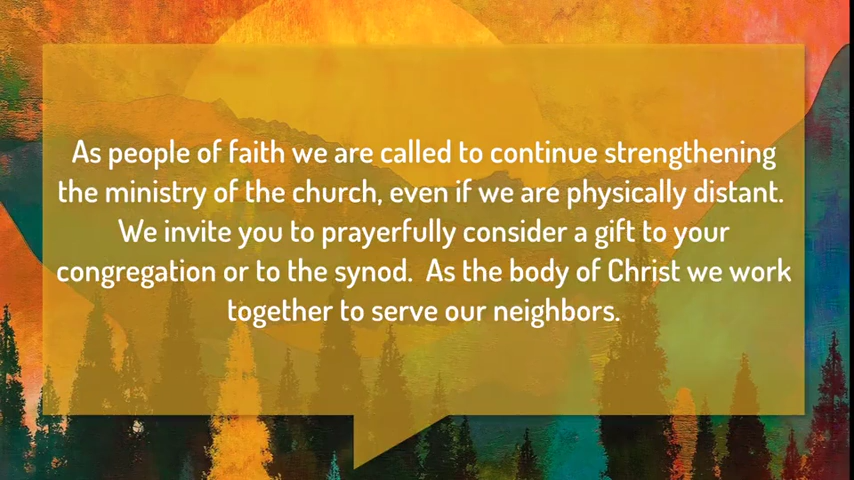 As people of faith we are called to continue strengthening
the ministry of the church, even if we are physically distant.
We invite you to prayerfully consider a gift to your
congregation or to the synod.  As the body of Christ we work
together to serve our neighbors.